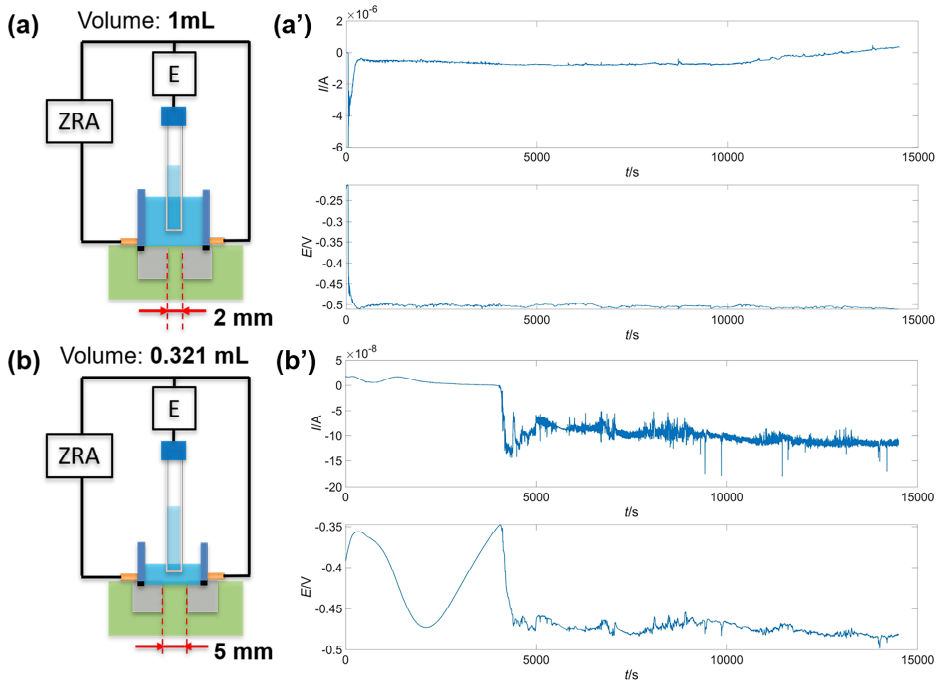 (a) Volume: 1mL
E
ZRA
2 mm
(a')
×10⁻⁶
2
0
-2
-4
-6
I/A
0 5000 10000 15000
t/s
-0.25
-0.3
-0.35
-0.4
-0.45
-0.5
E/V
0 5000 10000 15000
t/s
(b) Volume: 0.321 mL
E
ZRA
5 mm
(b')
×10⁻⁸
5
0
-5
-10
-15
-20
I/A
0 5000 10000 15000
t/s
-0.35
-0.4
-0.45
-0.5
E/V
0 5000 10000 15000
t/s